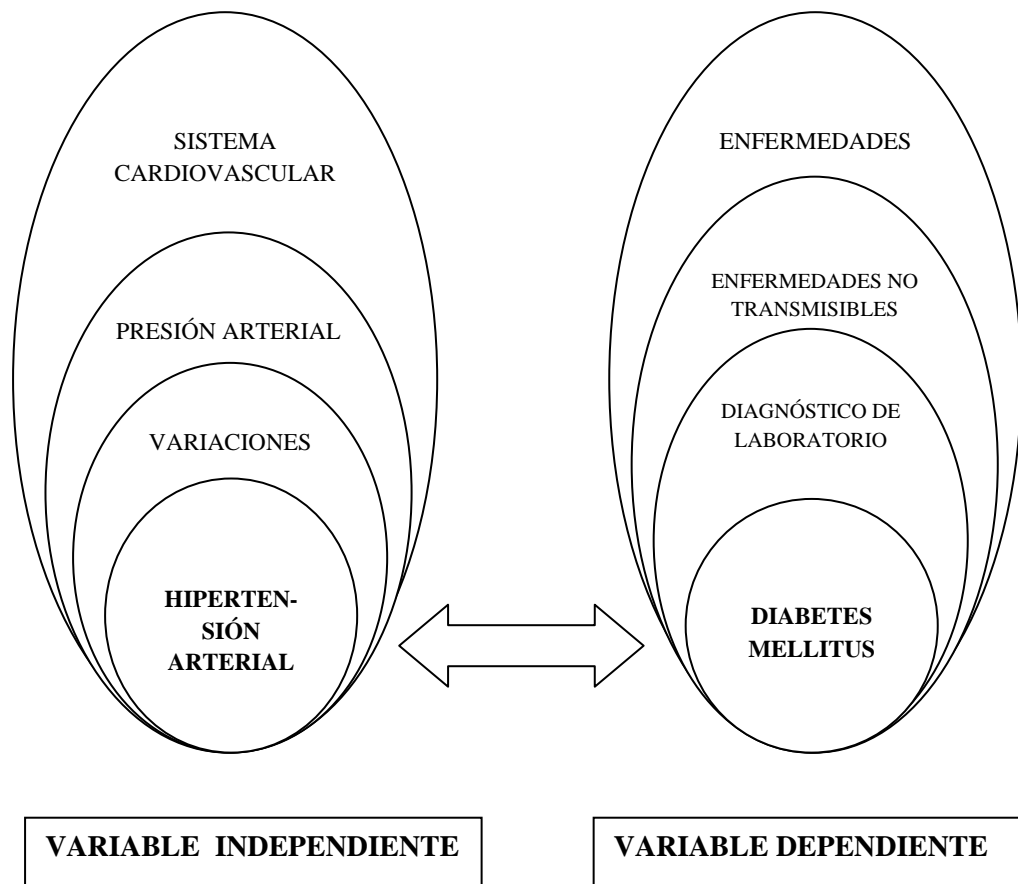 SISTEMA
CARDIOVASCULAR
PRESIÓN ARTERIAL
VARIACIONES
HIPERTEN-
SIÓN
ARTERIAL
ENFERMEDADES
ENFERMEDADES NO
TRANSMISIBLES
DIAGNÓSTICO DE
LABORATORIO
DIABETES
MELLITUS
VARIABLE INDEPENDIENTE
VARIABLE DEPENDIENTE